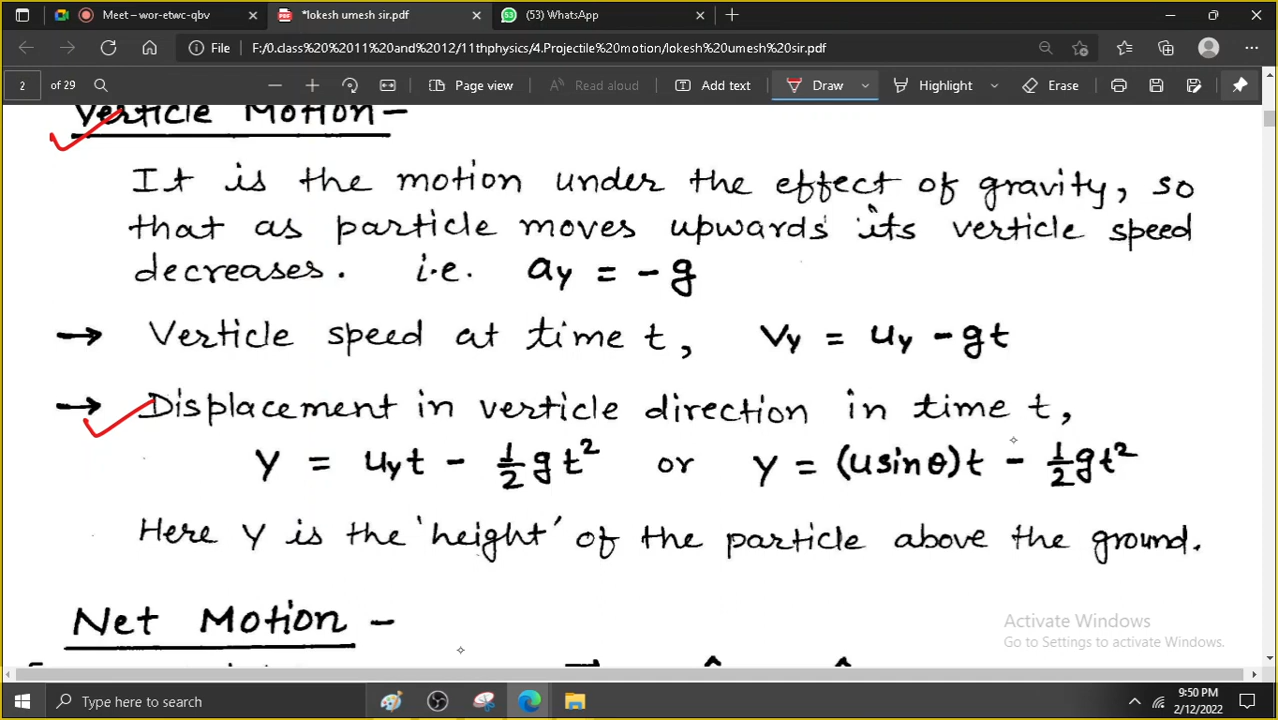 Meet – wor-etwc-qbv
*lokesh umesh sir.pdf
(53) WhatsApp
File
F:/0.class%20%2011%20and%2012/11thphysics/4.Projectile%20motion/lokesh%20umesh%20sir.pdf
2 of 29
Page view
Read aloud
Add text
Draw
Highlight
Erase
Verticle Motion–
It is the motion under the effect of gravity, so
that as particle moves upwards its verticle speed
decreases. i.e. ay = –g
→ Verticle speed at time t, Vy = uy – gt
→ Displacement in verticle direction in time t,
Y = uyt – 1/2 gt² or Y = (usinθ)t – 1/2 gt²
Here Y is the 'height' of the particle above the ground.
Net Motion –
Activate Windows
Go to Settings to activate Windows.
Type here to search
9:50 PM
2/12/2022